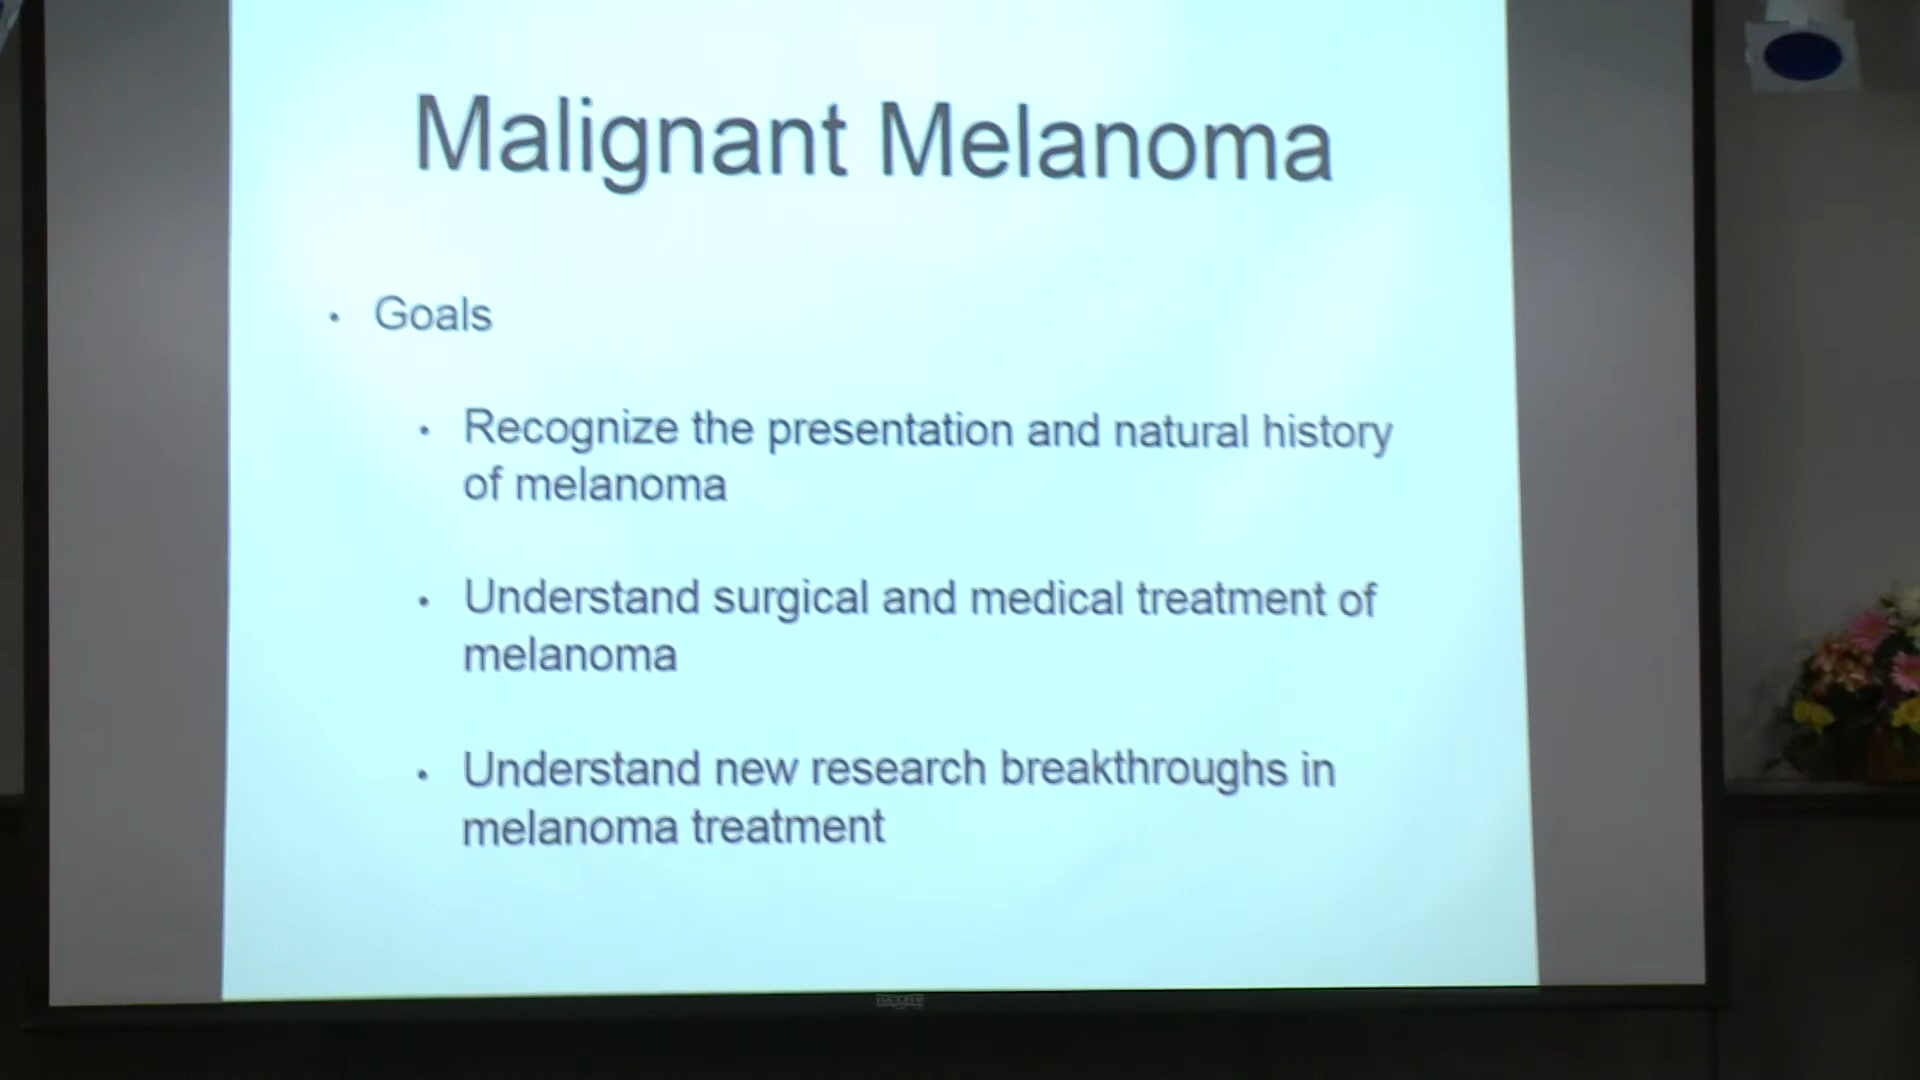 Malignant Melanoma
• Goals
• Recognize the presentation and natural history
of melanoma
• Understand surgical and medical treatment of
melanoma
• Understand new research breakthroughs in
melanoma treatment